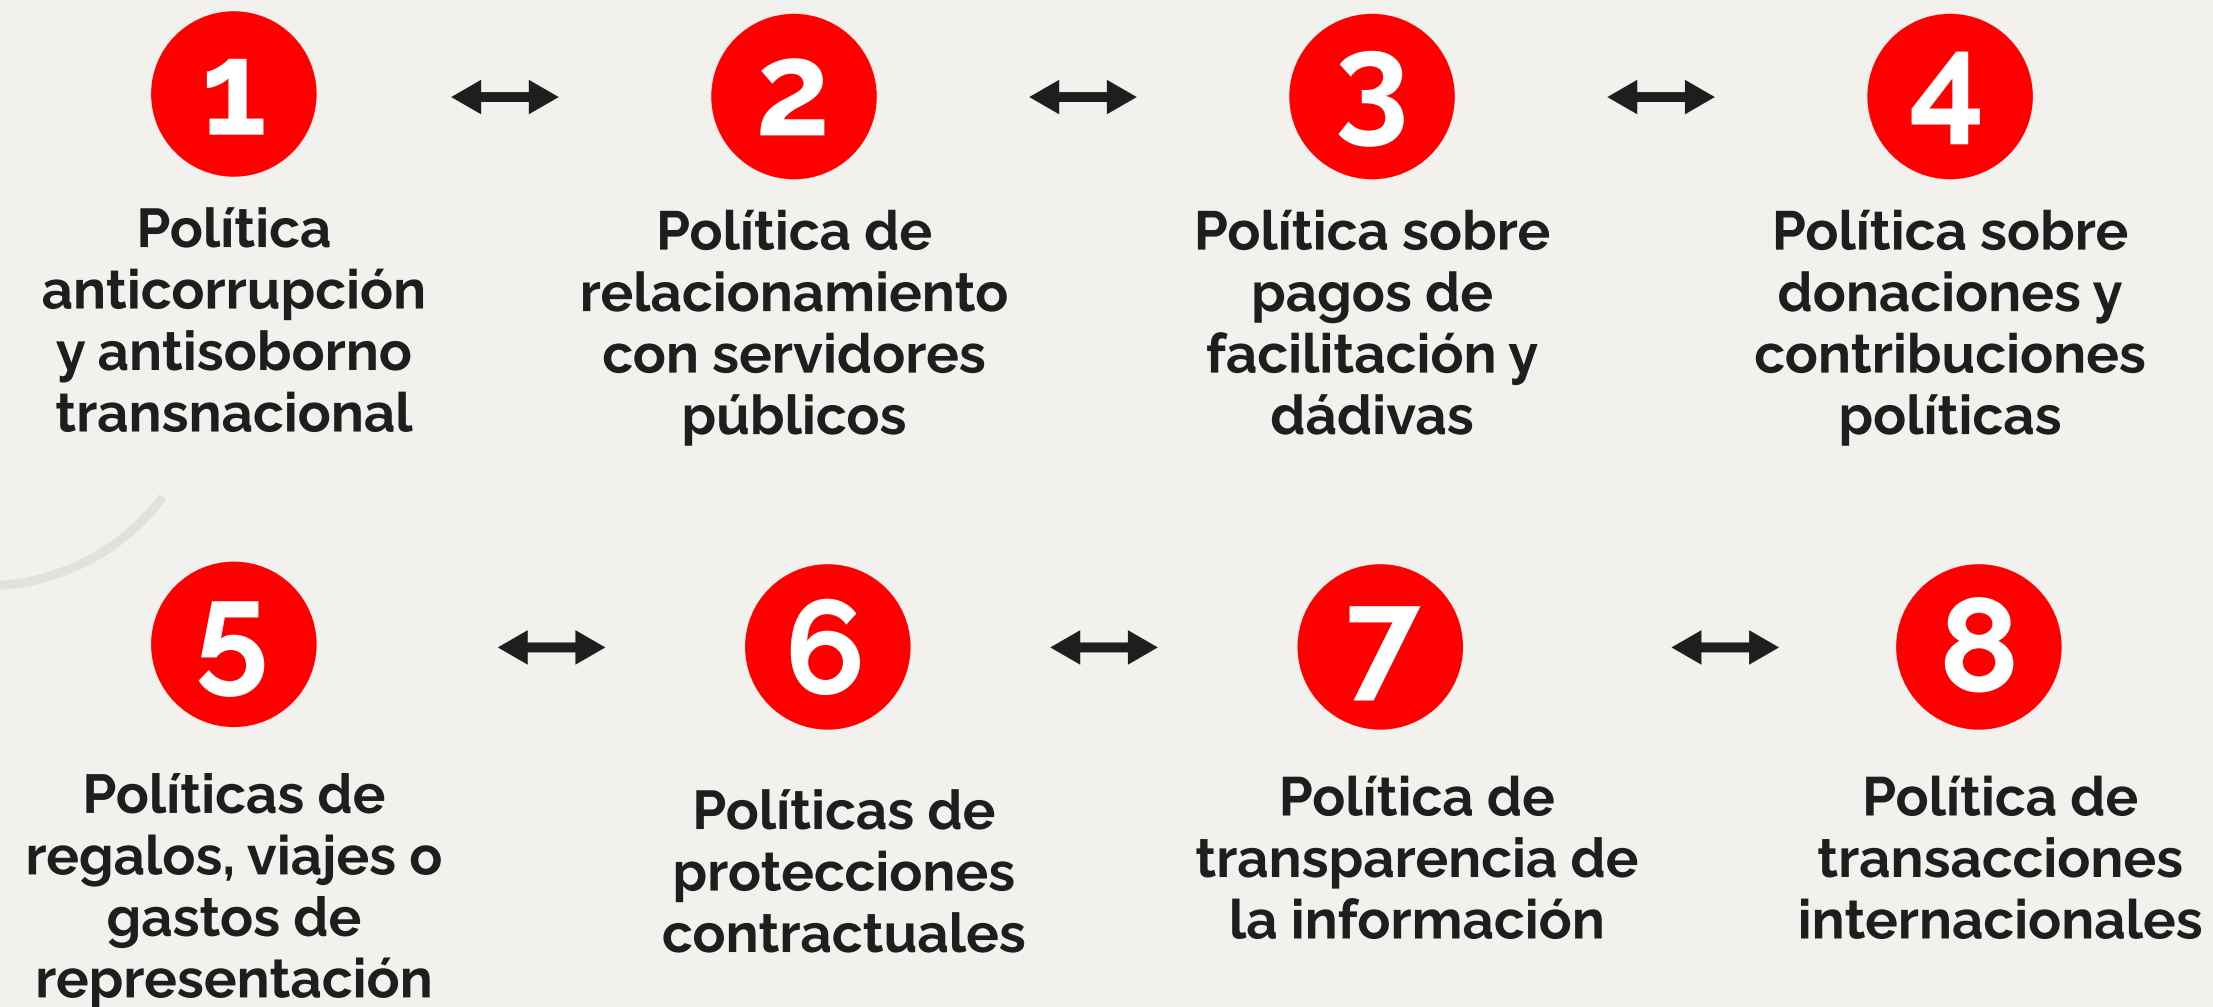 1
Política
anticorrupción
y antisoborno
transnacional
2
Política de
relacionamiento
con servidores
públicos
3
Política sobre
pagos de
facilitación y
dádivas
4
Política sobre
donaciones y
contribuciones
políticas
5
Políticas de
regalos, viajes o
gastos de
representación
6
Políticas de
protecciones
contractuales
7
Política de
transparencia de
la información
8
Política de
transacciones
internacionales